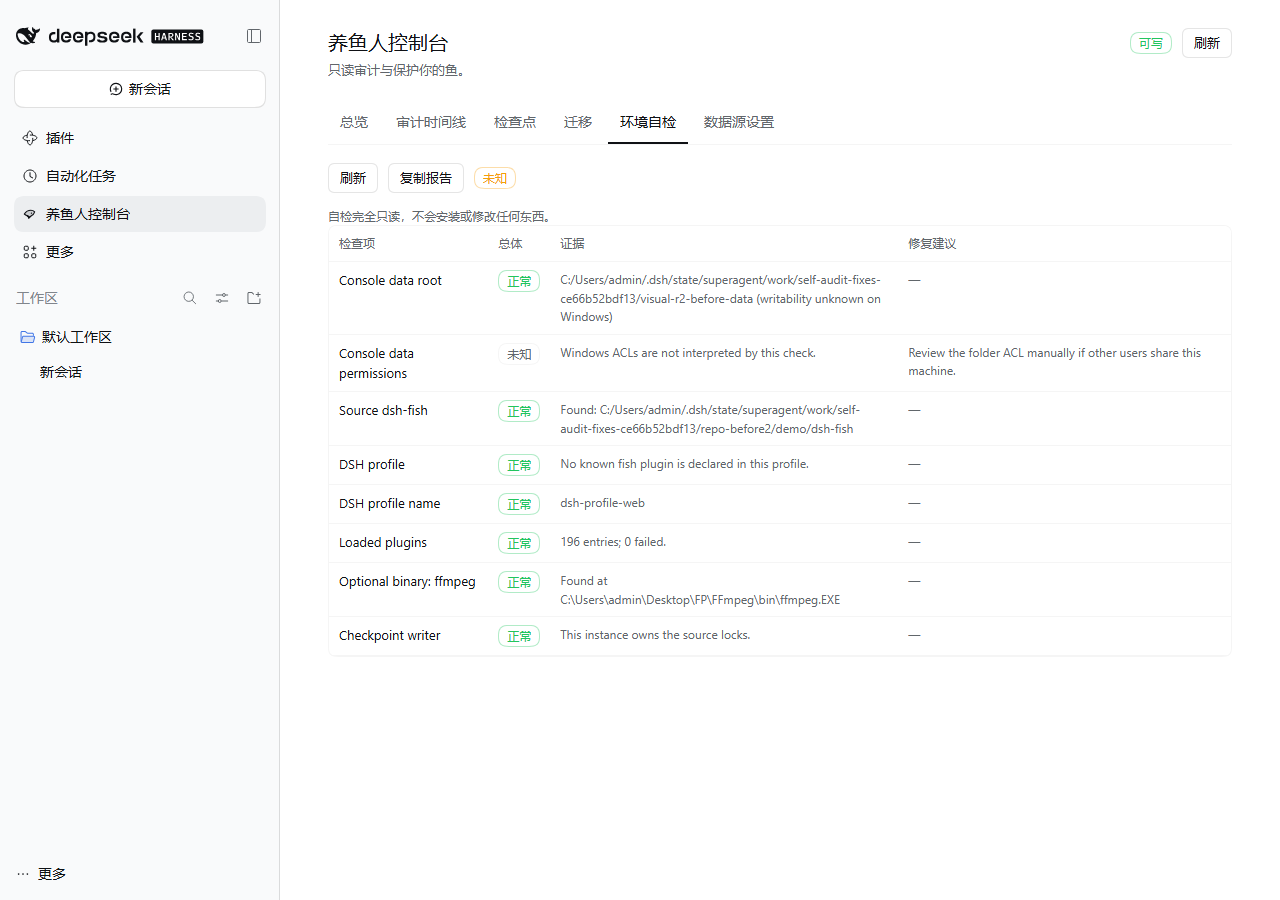 deepseek HARNESS
新会话
插件
自动化任务
养鱼人控制台
更多
工作区
默认工作区
新会话
更多
养鱼人控制台
只读审计与保护你的鱼。
可写
刷新
总览
审计时间线
检查点
迁移
环境自检
数据源设置
刷新
复制报告
未知
自检完全只读，不会安装或修改任何东西。
检查项 总体 证据 修复建议
Console data root 正常 C:/Users/admin/.dsh/state/superagent/work/self-audit-fixes- —
ce66b52bdf13/visual-r2-before-data (writability unknown on
Windows)
Console data 未知 Windows ACLs are not interpreted by this check. Review the folder ACL manually if other users share this
permissions machine.
Source dsh-fish 正常 Found: C:/Users/admin/.dsh/state/superagent/work/self- —
audit-fixes-ce66b52bdf13/repo-before2/demo/dsh-fish
DSH profile 正常 No known fish plugin is declared in this profile. —
DSH profile name 正常 dsh-profile-web —
Loaded plugins 正常 196 entries; 0 failed. —
Optional binary: ffmpeg 正常 Found at —
C:\Users\admin\Desktop\FP\FFmpeg\bin\ffmpeg.EXE
Checkpoint writer 正常 This instance owns the source locks. —